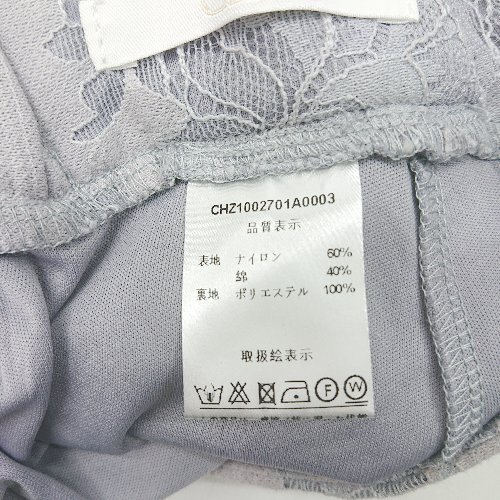 CHZ1002701A0003
品質表示
表地 ナイロン 60%
綿 40%
裏地 ポリエステル 100%
取扱絵表示
F W